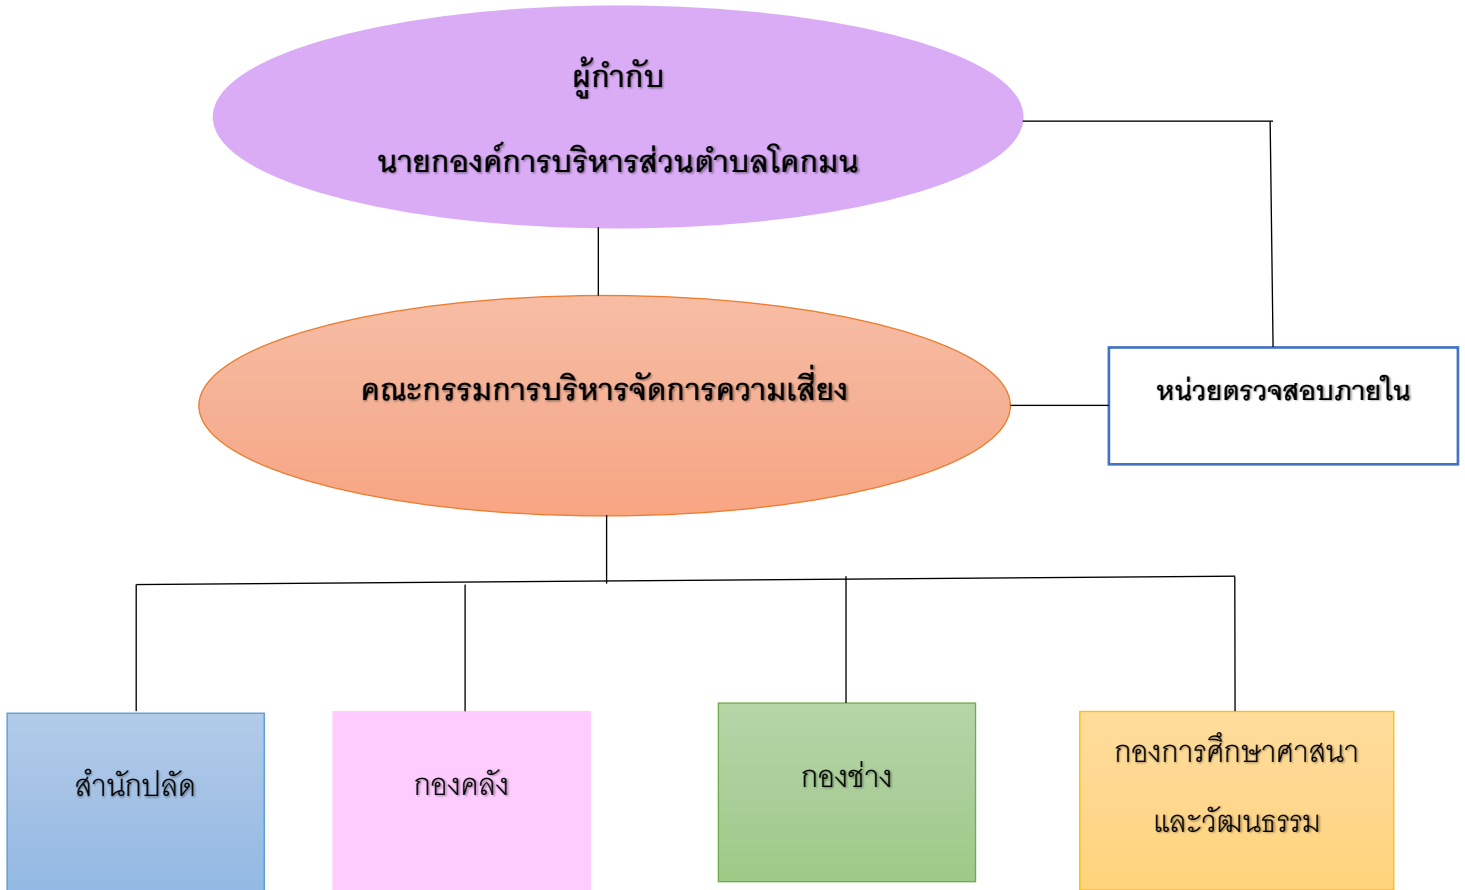 ผู้กำกับ
นายกองค์การบริหารส่วนตำบลโคกมน
คณะกรรมการบริหารจัดการความเสี่ยง
หน่วยตรวจสอบภายใน
สำนักปลัด
กองคลัง
กองช่าง
กองการศึกษาศาสนา
และวัฒนธรรม